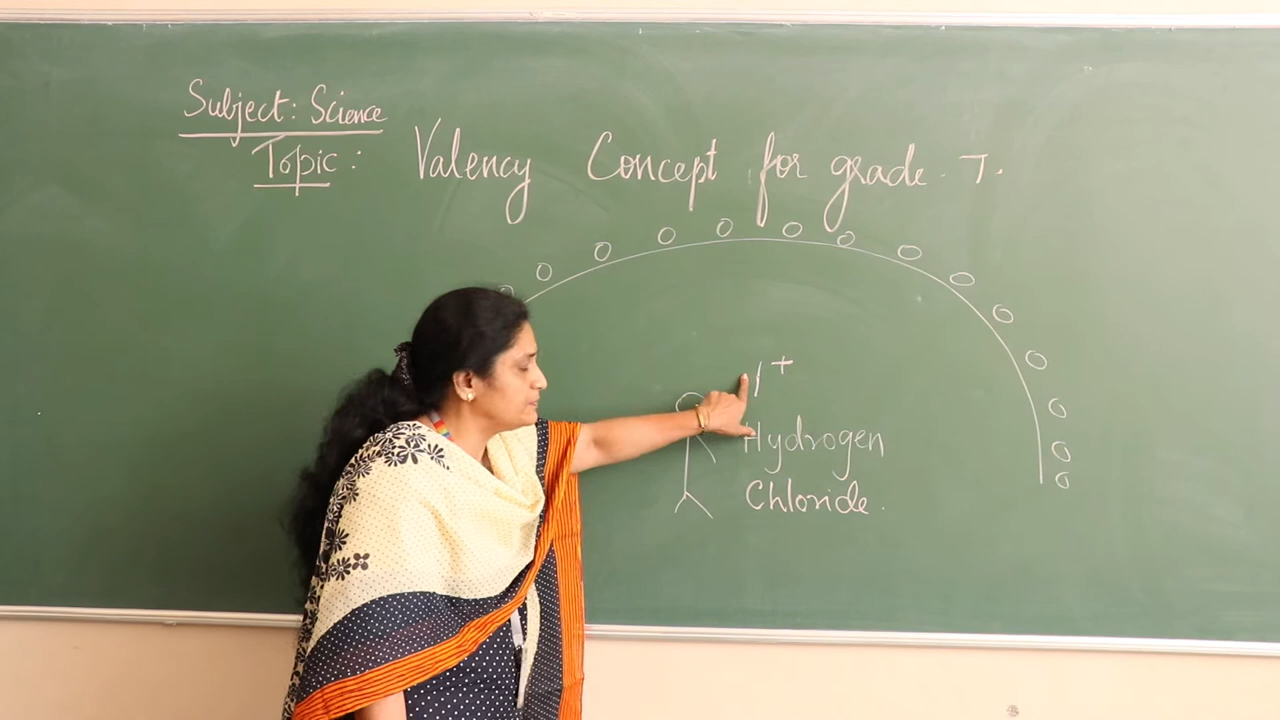 Subject: Science
Topic: Valency Concept for grade. 7.
1+
Hydrogen
Chloride.